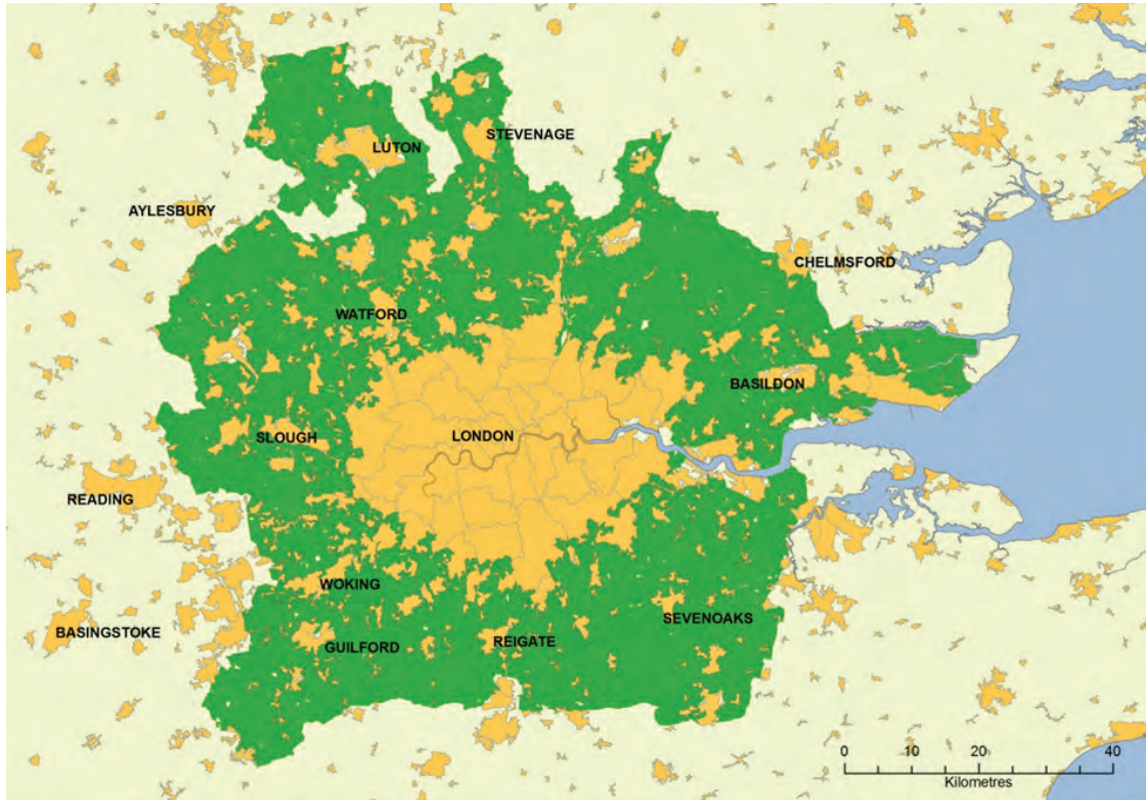 STEVENAGE
LUTON
AYLESBURY
CHELMSFORD
WATFORD
BASILDON
SLOUGH
LONDON
READING
WOKING
SEVENOAKS
BASINGSTOKE
GUILFORD
REIGATE
0 10 20 40
Kilometres